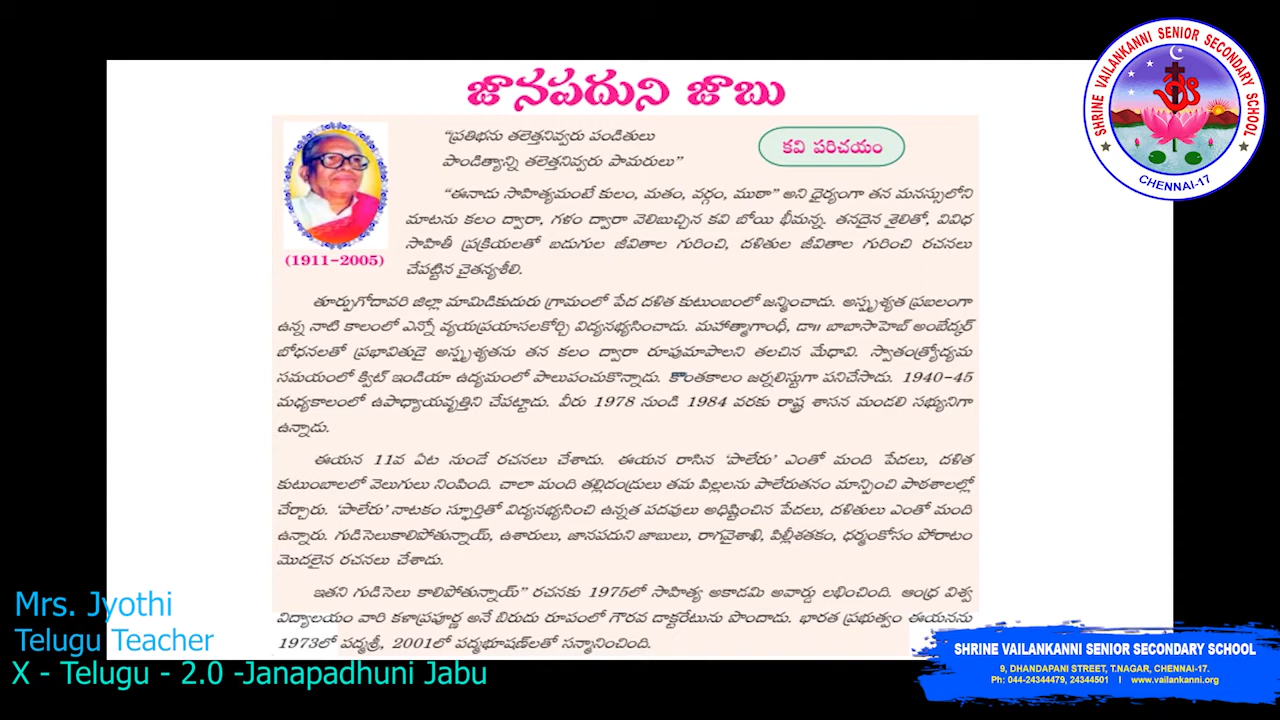 జానపదుని జాబు
"ప్రతిభను తలెత్తనివ్వరు పండితులు
పాండిత్యాన్ని తలెత్తనివ్వరు పామరులు"
కవి పరిచయం
"ఈనాడు సాహిత్యమంటే కులం, మతం, వర్గం, ముఠా" అని ధైర్యంగా తన మనస్సులోని
మాటను కలం ద్వారా, గళం ద్వారా వెలిబుచ్చిన కవి బోయి భీమన్న. తనదైన శైలితో, వివిధ
సాహితీ ప్రక్రియలతో బడుగుల జీవితాల గురించి, దళితుల జీవితాల గురించి రచనలు
చేపట్టిన చైతన్యశీలి.
(1911-2005)
తూర్పుగోదావరి జిల్లా మామిడికుదురు గ్రామంలో పేద దళిత కుటుంబంలో జన్మించాడు. అస్పృశ్యత ప్రబలంగా
ఉన్న నాటి కాలంలో ఎన్నో వ్యయప్రయాసలకోర్చి విద్యనభ్యసించాడు. మహాత్మాగాంధీ, డా॥ బాబాసాహెబ్ అంబేద్కర్
బోధనలతో ప్రభావితుడై అస్పృశ్యతను తన కలం ద్వారా రూపుమాపాలని తలచిన మేధావి. స్వాతంత్ర్యోద్యమ
సమయంలో క్విట్ ఇండియా ఉద్యమంలో పాలుపంచుకొన్నాడు. కొంతకాలం జర్నలిస్టుగా పనిచేసాడు. 1940-45
మధ్యకాలంలో ఉపాధ్యాయవృత్తిని చేపట్టాడు. వీరు 1978 నుండి 1984 వరకు రాష్ట్ర శాసన మండలి సభ్యునిగా
ఉన్నాడు.
ఈయన 11వ ఏట నుండే రచనలు చేశాడు. ఈయన రాసిన 'పాలేరు' ఎంతో మంది పేదలు, దళిత
కుటుంబాలలో వెలుగులు నింపింది. చాలా మంది తల్లిదండ్రులు తమ పిల్లలను పాలేరుతనం మాన్పించి పాఠశాలల్లో
చేర్చారు. 'పాలేరు' నాటకం స్ఫూర్తితో విద్యనభ్యసించి ఉన్నత పదవులు అధిష్టించిన పేదలు, దళితులు ఎంతో మంది
ఉన్నారు. గుడిసెలుకాలిపోతున్నాయ్, ఉశారులు, జానపదుని జాబులు, రాగవైశాఖి, పిల్లీశతకం, ధర్మంకోసం పోరాటం
మొదలైన రచనలు చేశాడు.
ఇతని గుడిసెలు కాలిపోతున్నాయ్" రచనకు 1975లో సాహిత్య అకాడమి అవార్డు లభించింది. ఆంధ్ర విశ్వ
విద్యాలయం వారి కళాప్రపూర్ణ అనే బిరుదు రూపంలో గౌరవ డాక్టరేటును పొందాడు. భారత ప్రభుత్వం ఈయనను
1973లో పద్మశ్రీ, 2001లో పద్మభూషణ్‌లతో సన్మానించింది.
SHRINE VAILANKANNI SENIOR SECONDARY SCHOOL
CHENNAI-17
Mrs. Jyothi
Telugu Teacher
X - Telugu - 2.0 -Janapadhuni Jabu
SHRINE VAILANKANNI SENIOR SECONDARY SCHOOL
9, DHANDAPANI STREET, T.NAGAR, CHENNAI-17.
Ph: 044-24344479, 24344501 I www.vailankanni.org